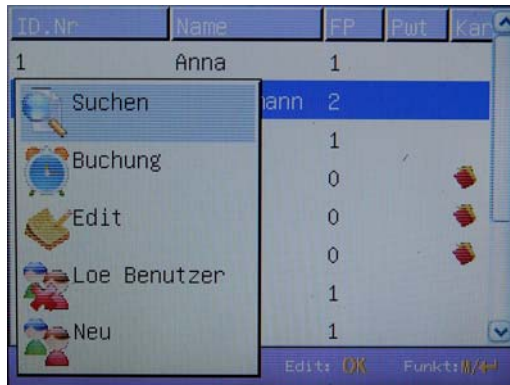 ID.Nr Name FP Pwt Kar
1 Anna 1
Suchen mann 2
1
Buchung
0
Edit 0
0
Loe Benutzer
1
Neu 1
Edit: OK Funkt:M/